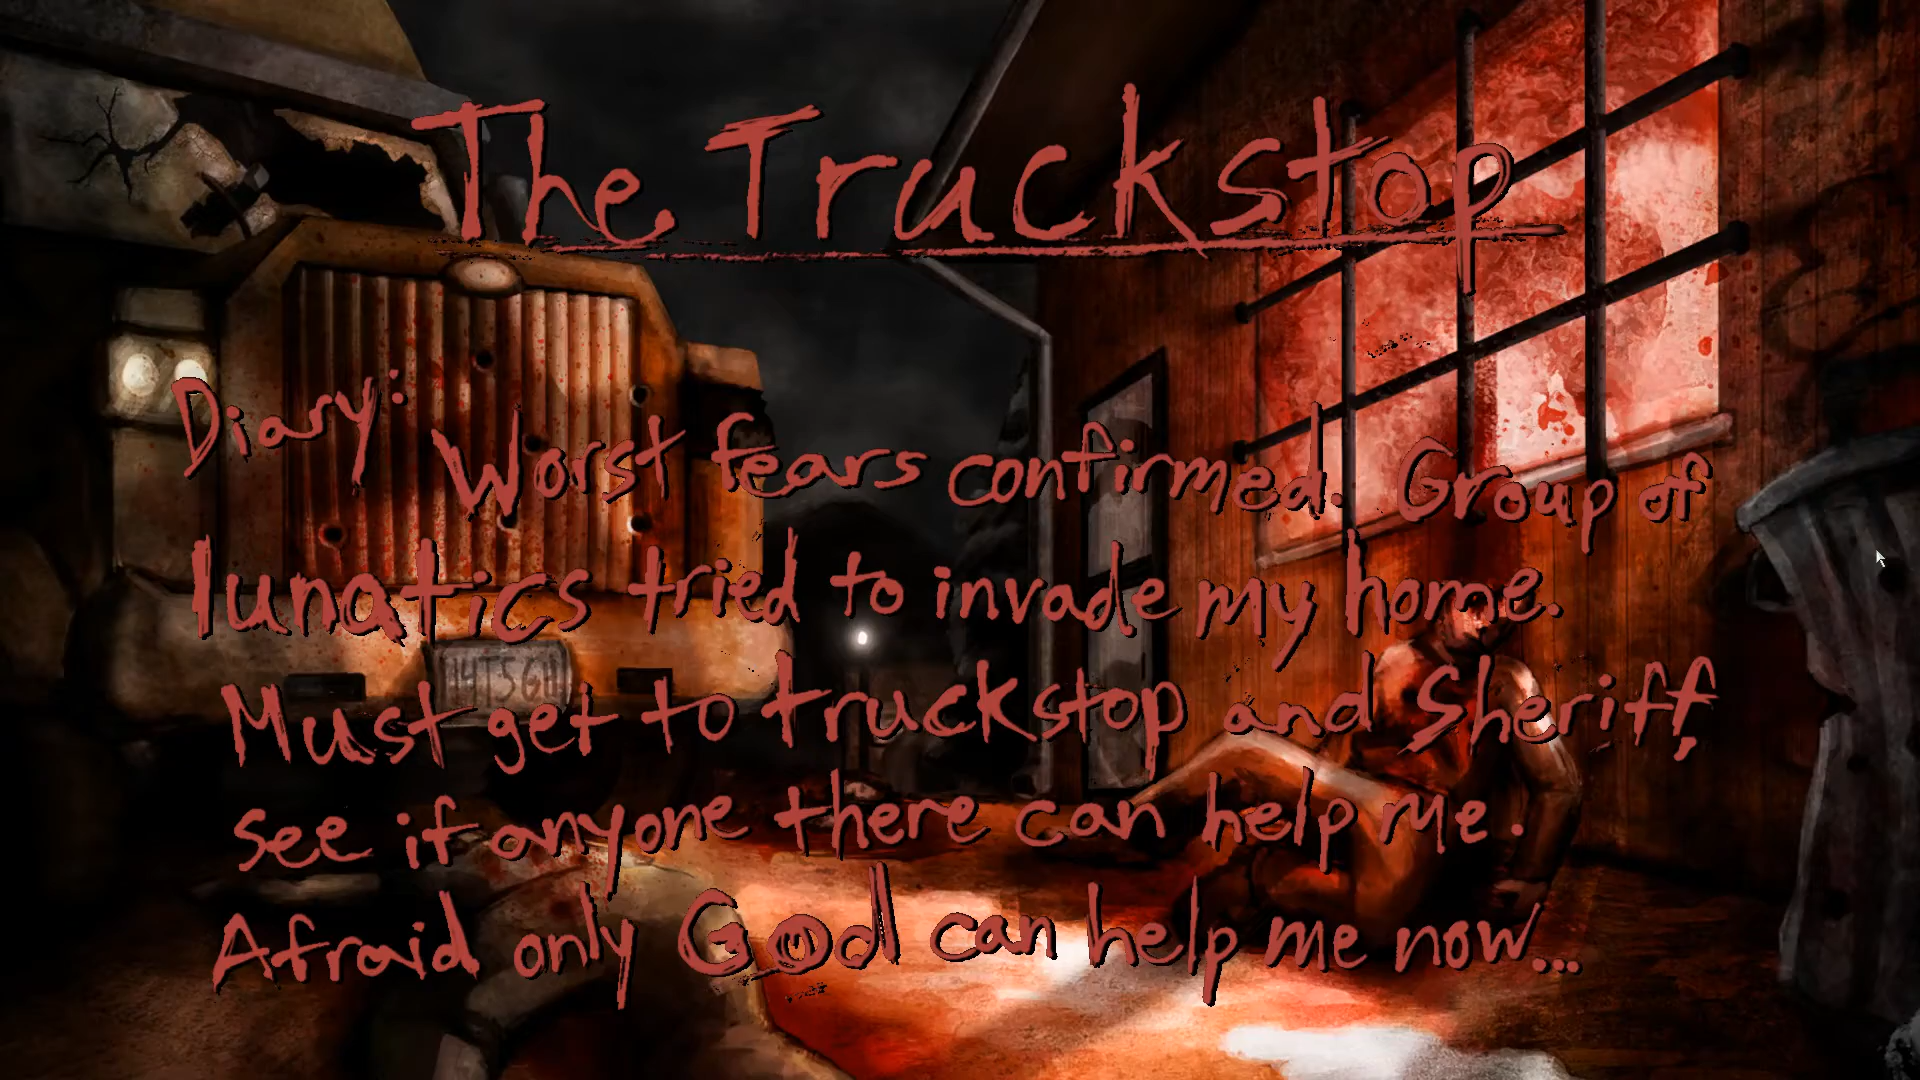 The Truckstop
Diary: Worst fears confirmed. Group of
lunatics tried to invade my home.
Must get to truckstop and Sheriff,
see if anyone there can help me.
Afraid only God can help me now...